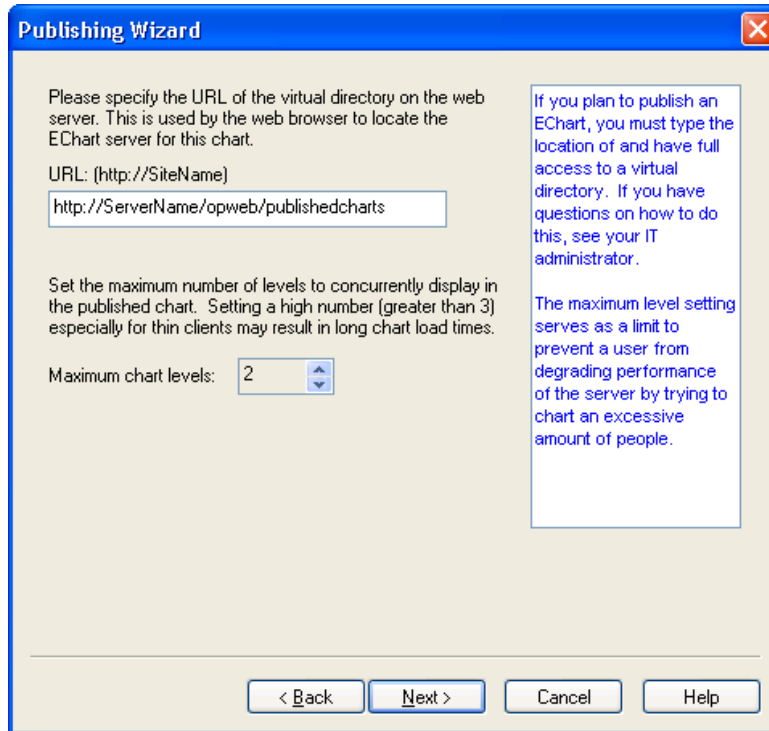 Publishing Wizard
Please specify the URL of the virtual directory on the web
server. This is used by the web browser to locate the
EChart server for this chart.
URL: (http://SiteName)
http://ServerName/opweb/publishedcharts
Set the maximum number of levels to concurrently display in
the published chart.  Setting a high number (greater than 3)
especially for thin clients may result in long chart load times.
Maximum chart levels:
2
If you plan to publish an
EChart, you must type the
location of and have full
access to a virtual
directory.  If you have
questions on how to do
this, see your IT
administrator.
The maximum level setting
serves as a limit to
prevent a user from
degrading performance
of the server by trying to
chart an excessive
amount of people.
< Back
Next >
Cancel
Help